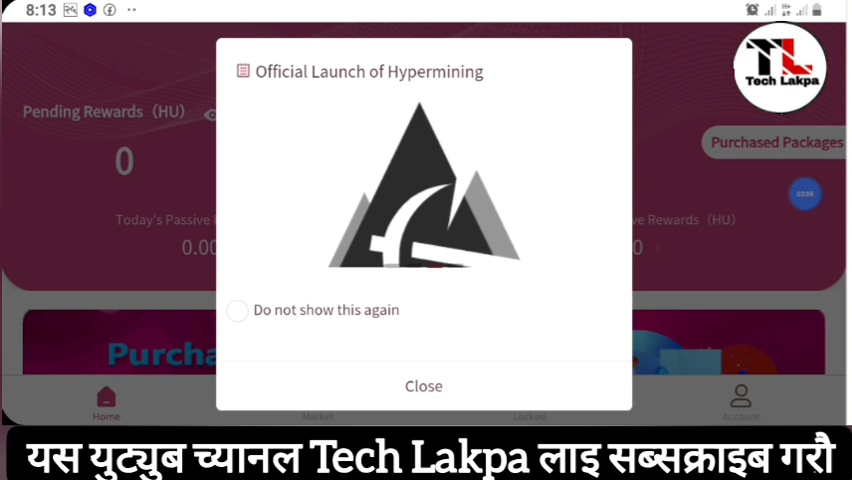 8:13
Official Launch of Hypermining
Tech Lakpa
Pending Rewards（HU）
0
Purchased Packages
0239
Today's Passive
ve Rewards（HU）
0.00
0
Do not show this again
Purcha
Close
Home
Market
Locked
Account
यस युट्युब च्यानल Tech Lakpa लाइ सब्सक्राइब गरौ